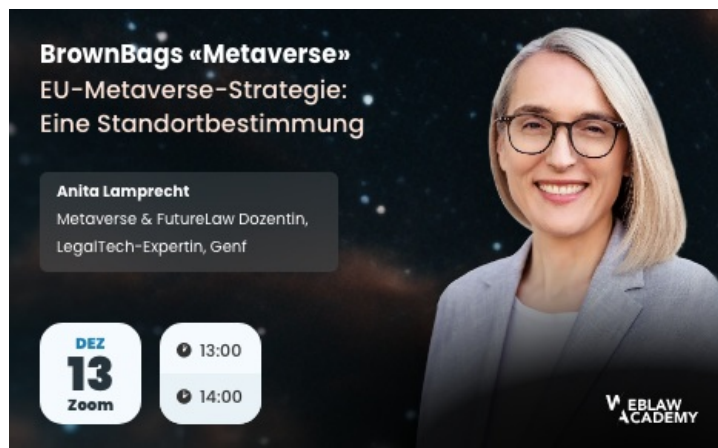 BrownBags «Metaverse»
EU-Metaverse-Strategie:
Eine Standortbestimmung
Anita Lamprecht
Metaverse & FutureLaw Dozentin,
LegalTech-Expertin, Genf
DEZ
13
Zoom
13:00
14:00
WEBLAW
ACADEMY